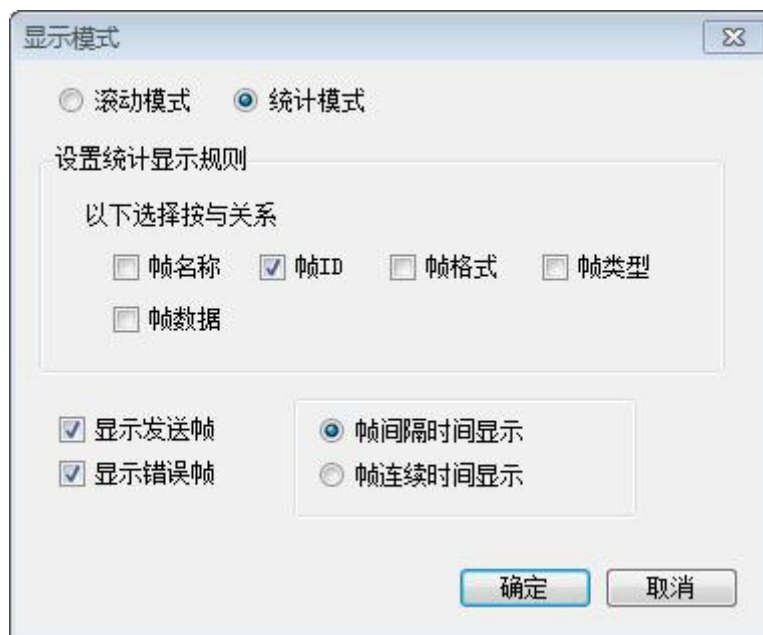 显示模式
滚动模式 统计模式
设置统计显示规则
以下选择按与关系
帧名称 帧ID 帧格式 帧类型
帧数据
显示发送帧 帧间隔时间显示
显示错误帧 帧连续时间显示
确定 取消